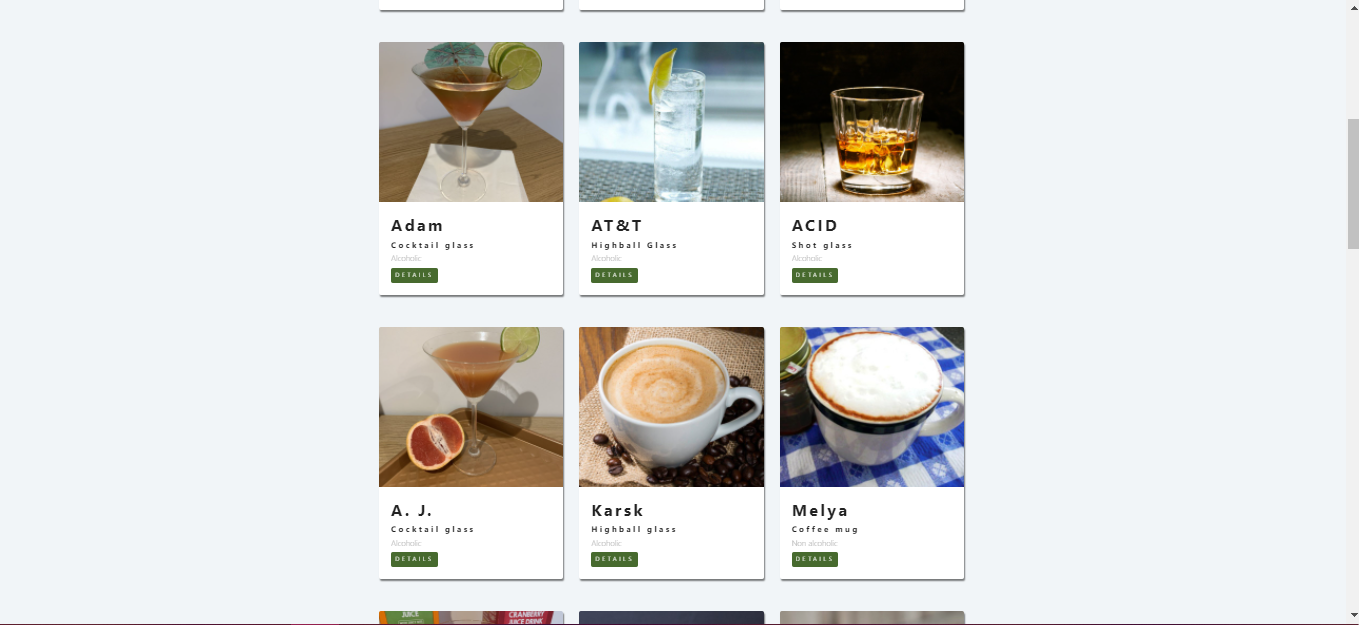 Adam
Cocktail glass
Alcoholic
DETAILS
AT&T
Highball Glass
Alcoholic
DETAILS
ACID
Shot glass
Alcoholic
DETAILS
A. J.
Cocktail glass
Alcoholic
DETAILS
Karsk
Highball glass
Alcoholic
DETAILS
Melya
Coffee mug
Non alcoholic
DETAILS
JUICE
CRANBERRY
JUICE DRINK